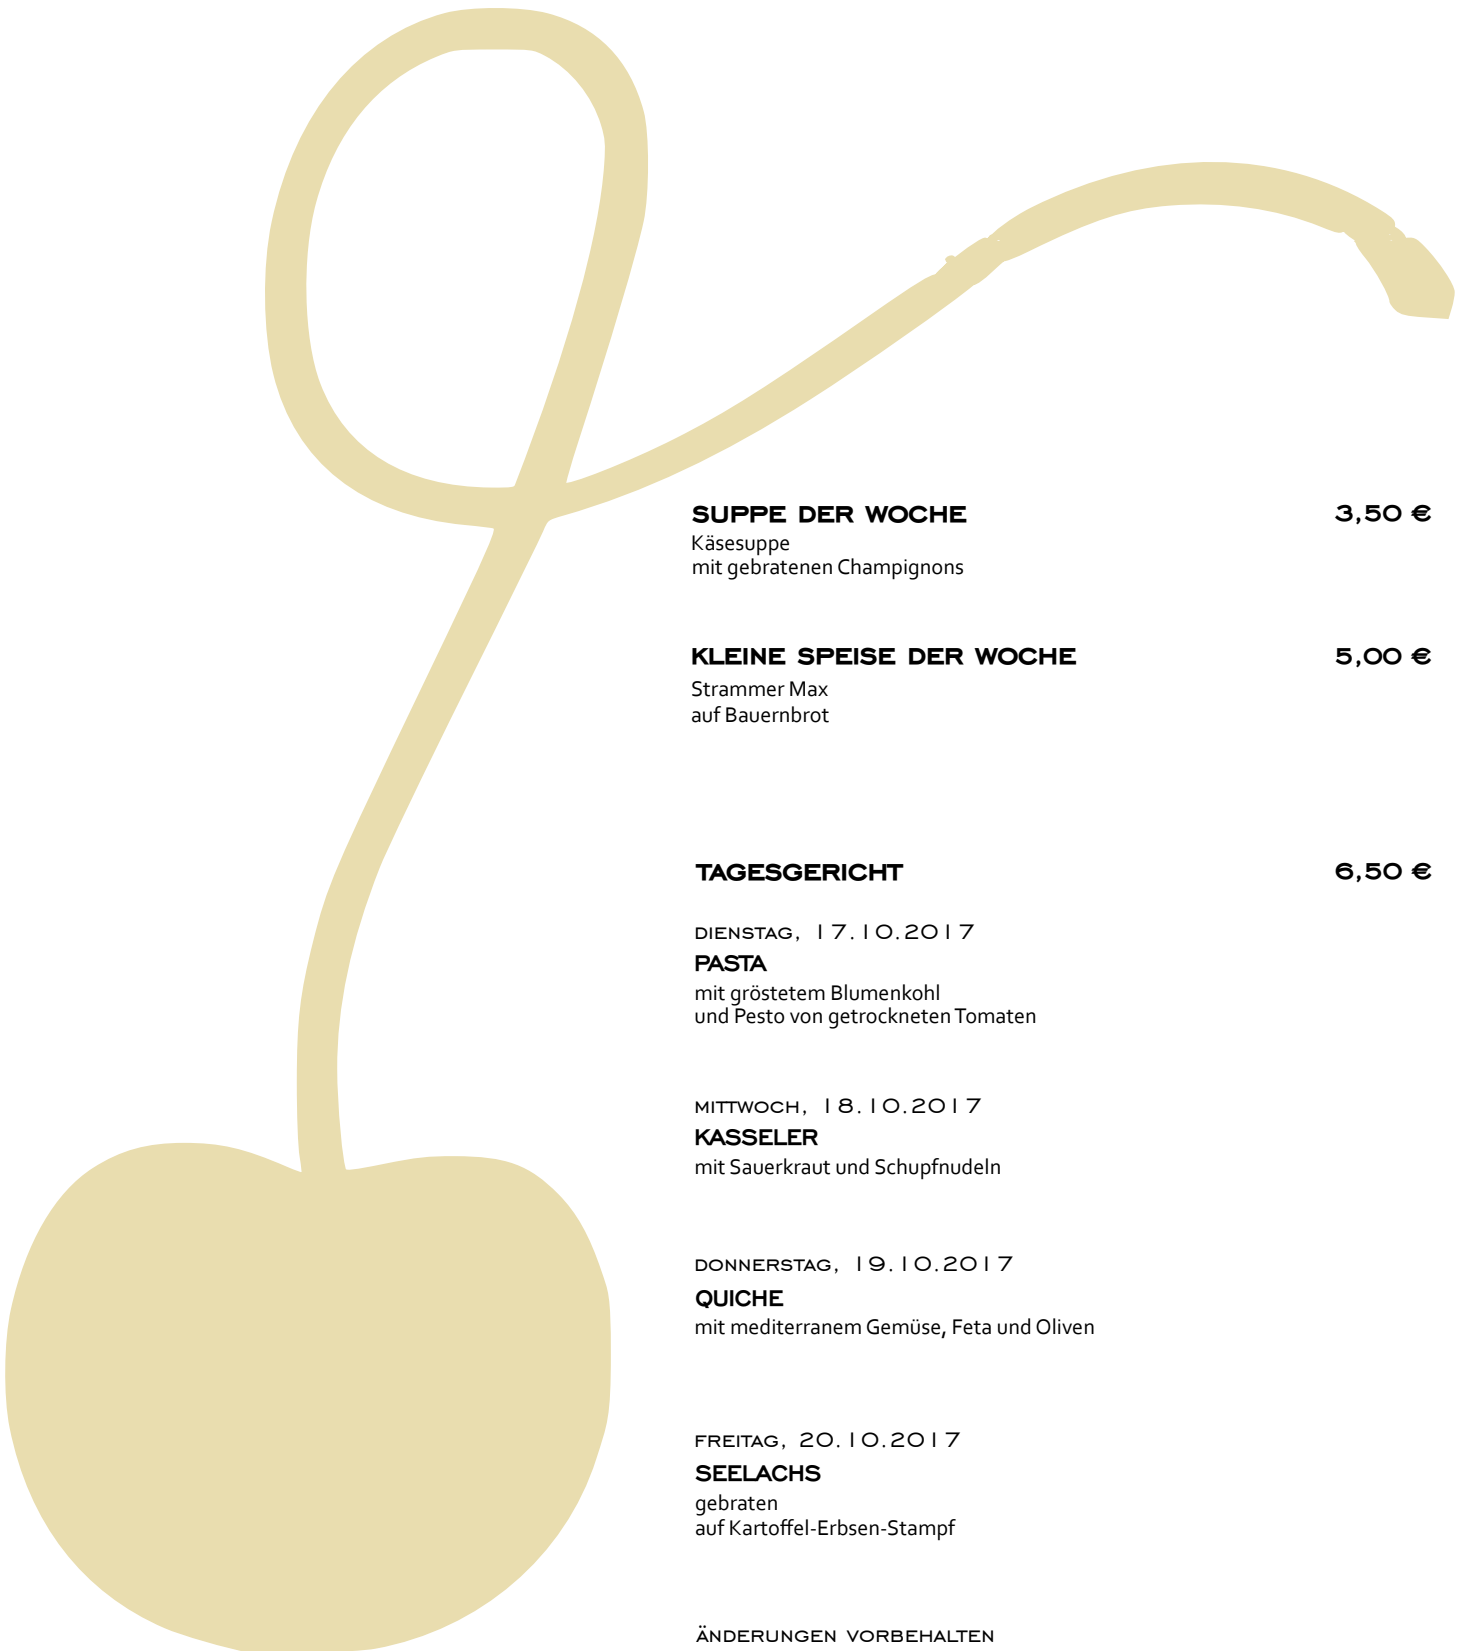 SUPPE DER WOCHE 3,50 €
Käsesuppe
mit gebratenen Champignons
KLEINE SPEISE DER WOCHE 5,00 €
Strammer Max
auf Bauernbrot
TAGESGERICHT 6,50 €
DIENSTAG, 17.10.2017
PASTA
mit gröstetem Blumenkohl
und Pesto von getrockneten Tomaten
MITTWOCH, 18.10.2017
KASSELER
mit Sauerkraut und Schupfnudeln
DONNERSTAG, 19.10.2017
QUICHE
mit mediterranem Gemüse, Feta und Oliven
FREITAG, 20.10.2017
SEELACHS
gebraten
auf Kartoffel-Erbsen-Stampf
ÄNDERUNGEN VORBEHALTEN